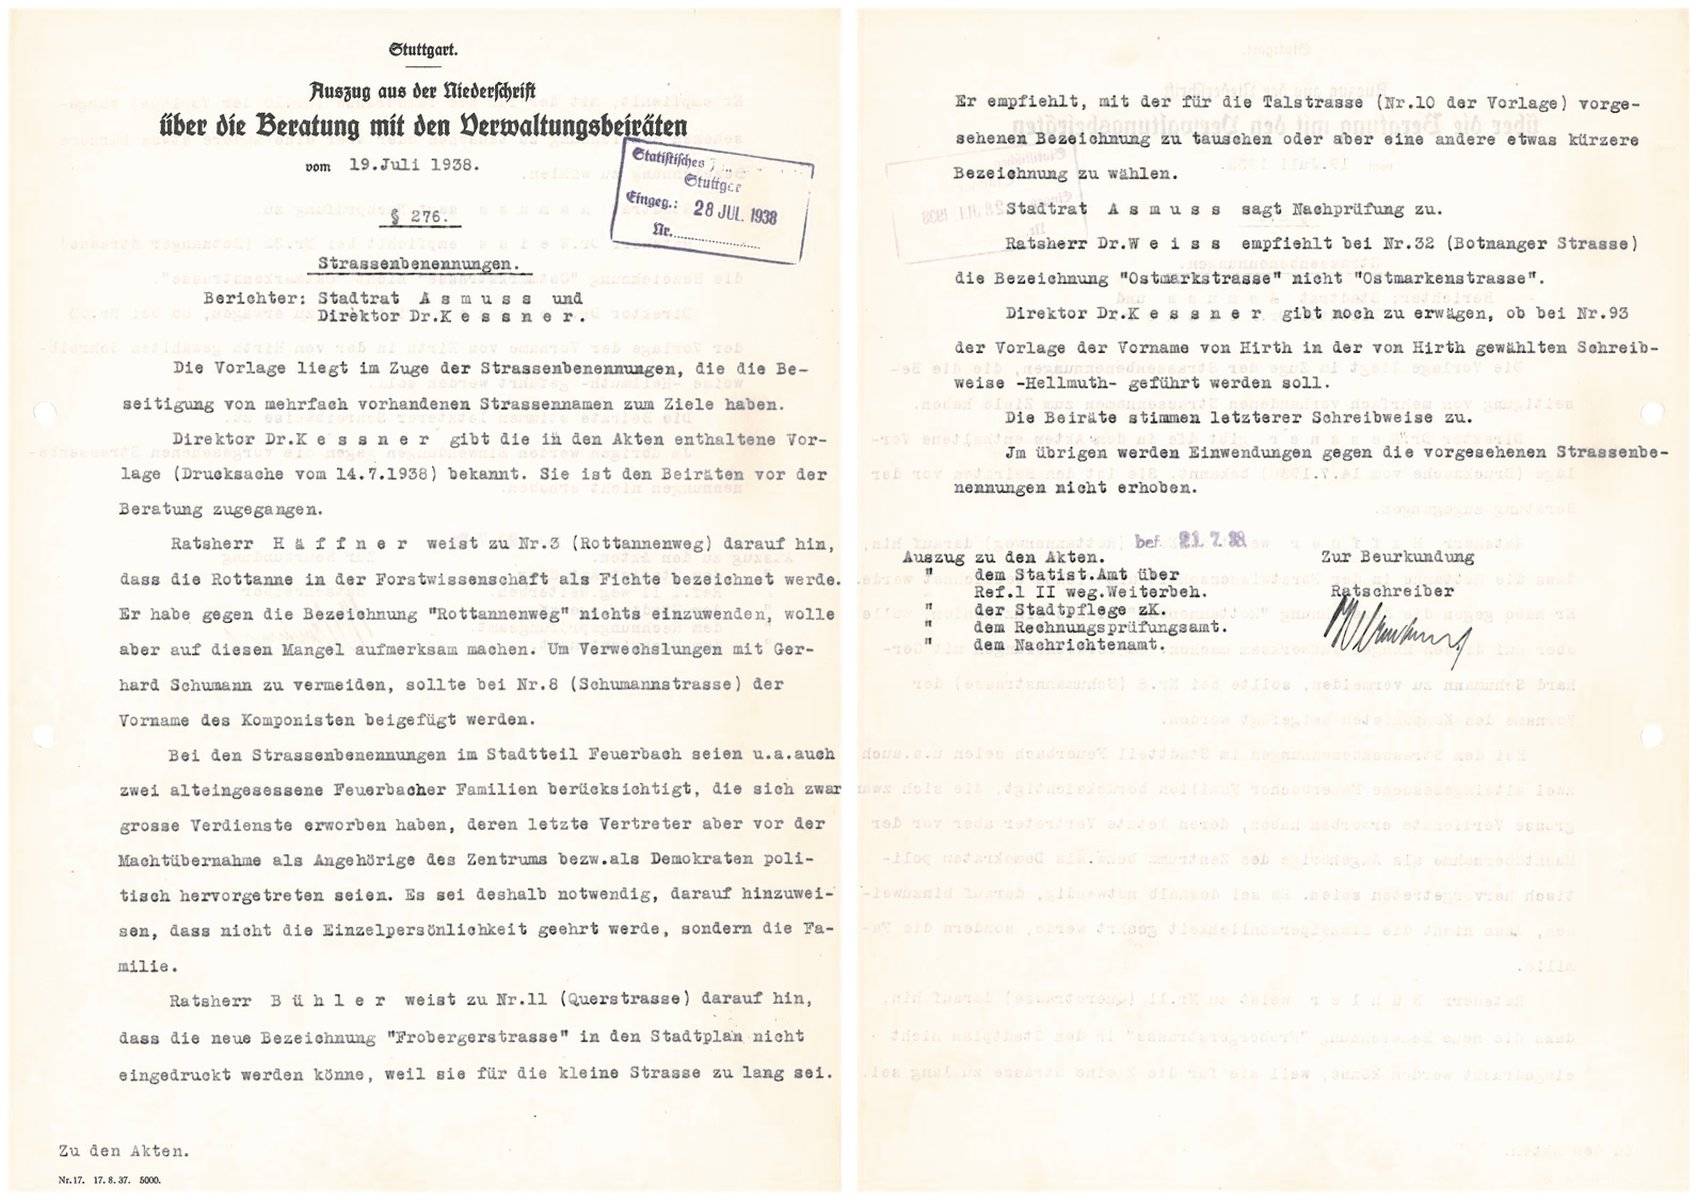 Stuttgart.
Auszug aus der Niederschrift
über die Beratung mit den Verwaltungsbeiräten
vom 19.Juli 1938.
Statistisches
Stuttga
Eingeg.: 28 JUL. 1938
Nr.
§ 276.
Strassenbenennungen.
Berichter: Stadtrat A s m u s s und
Direktor Dr.K e s s n e r .
Die Vorlage liegt im Zuge der Strassenbenennungen, die die Be-
seitigung von mehrfach vorhandenen Strassennamen zum Ziele haben.
Direktor Dr.K e s s n e r gibt die in den Akten enthaltene Vor-
lage (Drucksache vom 14.7.1938) bekannt. Sie ist den Beiräten vor der
Beratung zugegangen.
Ratsherr H ä f f n e r weist zu Nr.3 (Rottannenweg) darauf hin,
dass die Rottanne in der Forstwissenschaft als Fichte bezeichnet werde.
Er habe gegen die Bezeichnung "Rottannenweg" nichts einzuwenden, wolle
aber auf diesen Mangel aufmerksam machen. Um Verwechslungen mit Ger-
hard Schumann zu vermeiden, sollte bei Nr.8 (Schumannstrasse) der
Vorname des Komponisten beigefügt werden.
Bei den Strassenbenennungen im Stadtteil Feuerbach seien u.a.auch
zwei alteingesessene Feuerbacher Familien berücksichtigt, die sich zwar
grosse Verdienste erworben haben, deren letzte Vertreter aber vor der
Machtübernahme als Angehörige des Zentrums bezw.als Demokraten poli-
tisch hervorgetreten seien. Es sei deshalb notwendig, darauf hinzuwei-
sen, dass nicht die Einzelpersönlichkeit geehrt werde, sondern die Fa-
milie.
Ratsherr B ü h l e r weist zu Nr.11 (Querstrasse) darauf hin,
dass die neue Bezeichnung "Frobergerstrasse" in den Stadtplan nicht
eingedruckt werden könne, weil sie für die kleine Strasse zu lang sei.
Zu den Akten.
Nr.17. 17. 8. 37. 5000.
Er empfiehlt, mit der für die Talstrasse (Nr.10 der Vorlage) vorge-
sehenen Bezeichnung zu tauschen oder aber eine andere etwas kürzere
Bezeichnung zu wählen.
Stadtrat A s m u s s sagt Nachprüfung zu.
Ratsherr Dr.W e i s s empfiehlt bei Nr.32 (Botnanger Strasse)
die Bezeichnung "Ostmarkstrasse" nicht "Ostmarkenstrasse".
Direktor Dr.K e s s n e r gibt noch zu erwägen, ob bei Nr.93
der Vorlage der Vorname von Hirth in der von Hirth gewählten Schreib-
weise -Hellmuth- geführt werden soll.
Die Beiräte stimmen letzterer Schreibweise zu.
Jm übrigen werden Einwendungen gegen die vorgesehenen Strassenbe-
nennungen nicht erhoben.
bef. 21. 7. 38
Auszug zu den Akten.
" dem Statist.Amt über
Ref.1 II weg.Weiterbeh.
" der Stadtpflege zK.
" dem Rechnungsprüfungsamt.
" dem Nachrichtenamt.
Zur Beurkundung
Ratschreiber